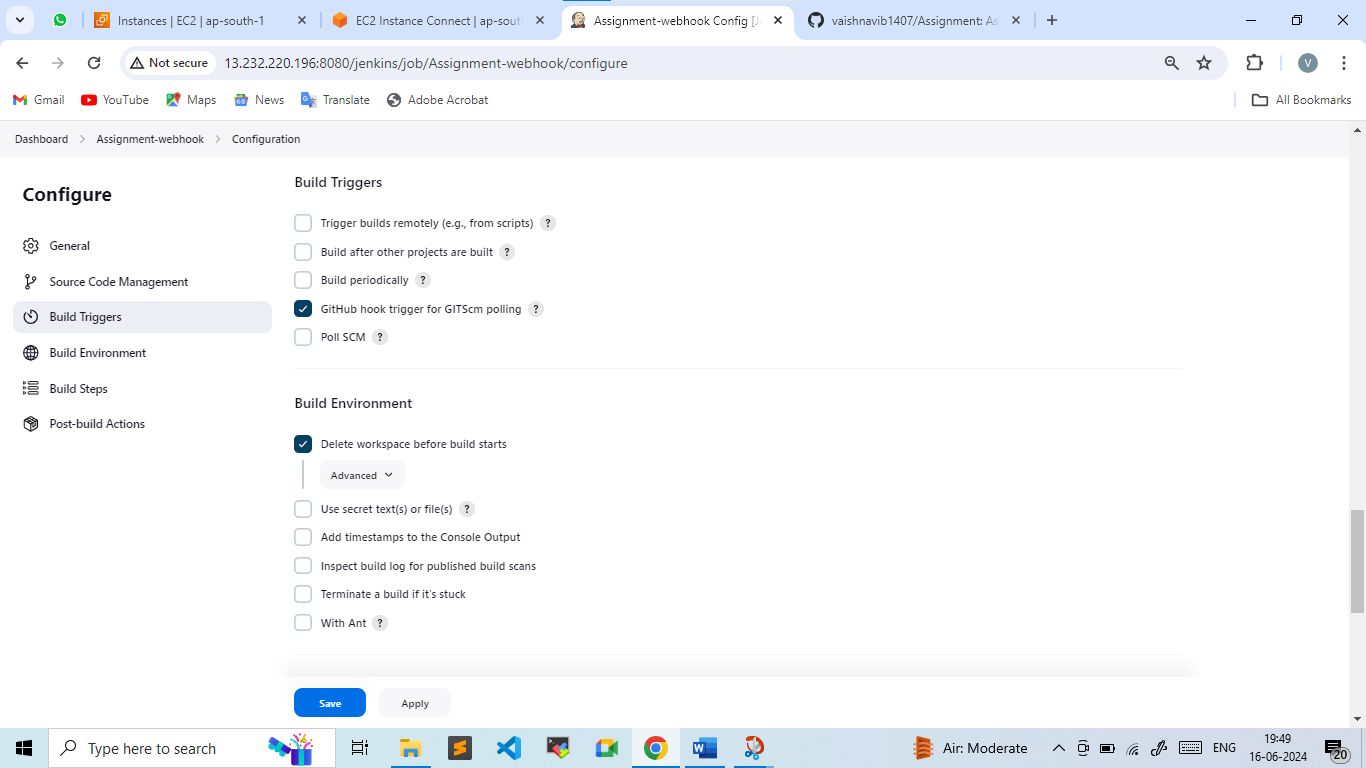 Instances | EC2 | ap-south-1
EC2 Instance Connect | ap-sout
Assignment-webhook Config [J
vaishnavib1407/Assignment: As
Not secure
13.232.220.196:8080/jenkins/job/Assignment-webhook/configure
V
Gmail
YouTube
Maps
News
Translate
Adobe Acrobat
All Bookmarks
Dashboard
Assignment-webhook
Configuration
Configure
General
Source Code Management
Build Triggers
Build Environment
Build Steps
Post-build Actions
Build Triggers
Trigger builds remotely (e.g., from scripts) ?
Build after other projects are built ?
Build periodically ?
GitHub hook trigger for GITScm polling ?
Poll SCM ?
Build Environment
Delete workspace before build starts
Advanced
Use secret text(s) or file(s) ?
Add timestamps to the Console Output
Inspect build log for published build scans
Terminate a build if it's stuck
With Ant ?
Save
Apply
Type here to search
Air: Moderate
ENG
19:49
16-06-2024
20